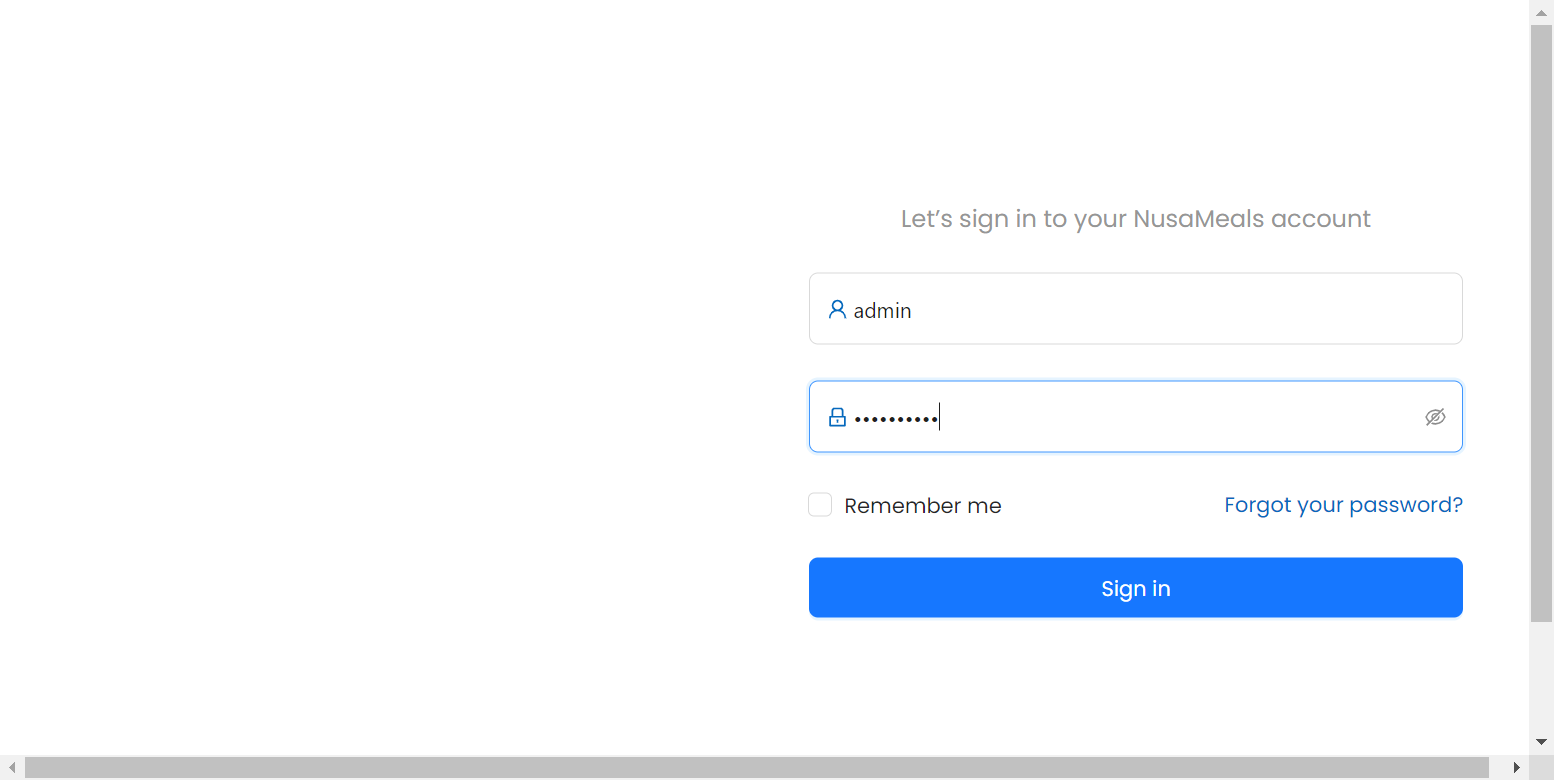 Let’s sign in to your NusaMeals account
admin
••••••••••
Remember me
Forgot your password?
Sign in